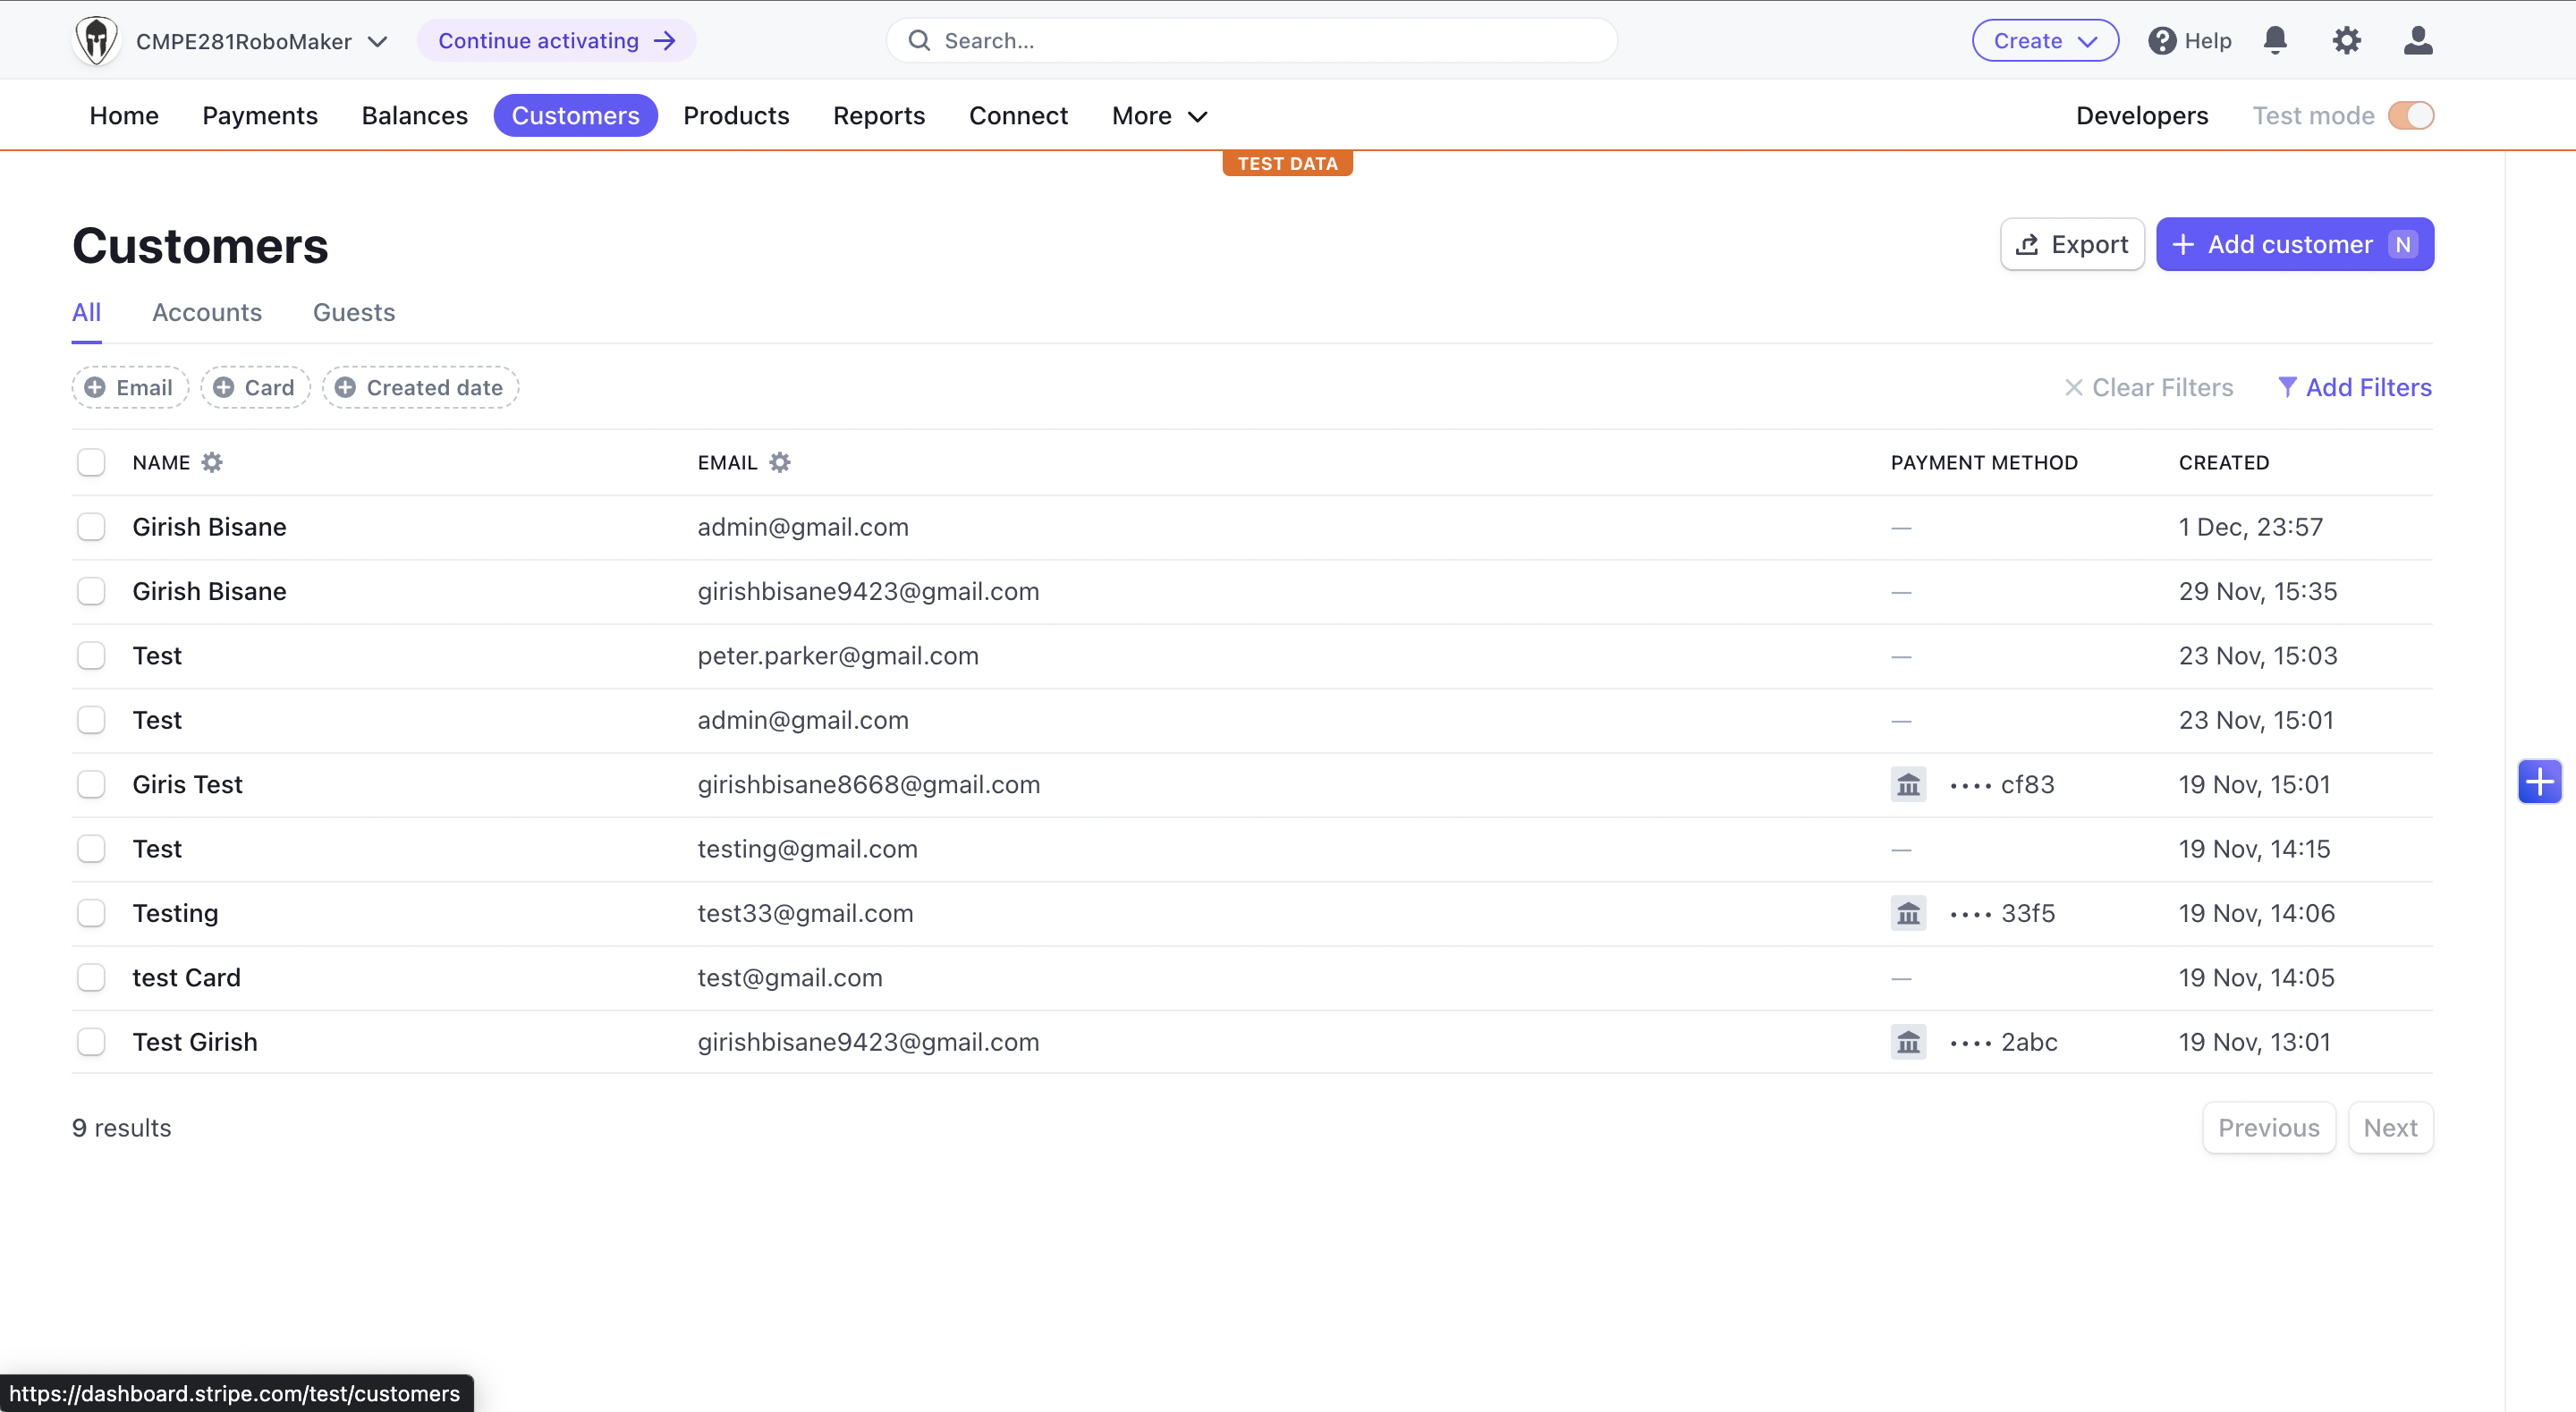 CMPE281RoboMaker Continue activating → Search... Create Help
Home Payments Balances Customers Products Reports Connect More Developers Test mode
TEST DATA
Customers Export + Add customer N
All Accounts Guests
Email Card Created date Clear Filters Add Filters
NAME EMAIL PAYMENT METHOD CREATED
Girish Bisane admin@gmail.com — 1 Dec, 23:57
Girish Bisane girishbisane9423@gmail.com — 29 Nov, 15:35
Test peter.parker@gmail.com — 23 Nov, 15:03
Test admin@gmail.com — 23 Nov, 15:01
Giris Test girishbisane8668@gmail.com •••• cf83 19 Nov, 15:01
Test testing@gmail.com — 19 Nov, 14:15
Testing test33@gmail.com •••• 33f5 19 Nov, 14:06
test Card test@gmail.com — 19 Nov, 14:05
Test Girish girishbisane9423@gmail.com •••• 2abc 19 Nov, 13:01
9 results Previous Next
https://dashboard.stripe.com/test/customers